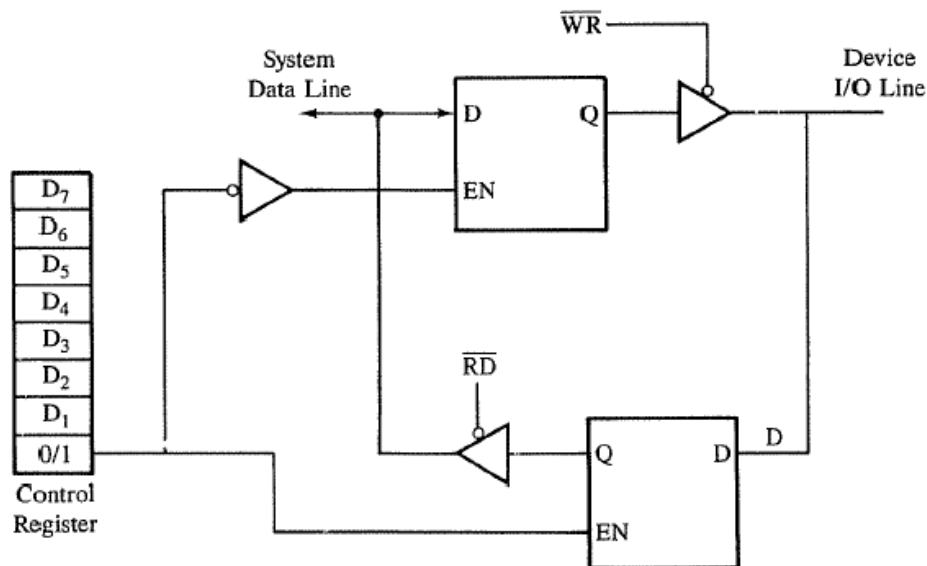 WR
System
Data Line
Device
I/O Line
D
Q
EN
D₇
D₆
D₅
D₄
D₃
D₂
D₁
0/1
Control
Register
RD
Q
D
D
EN